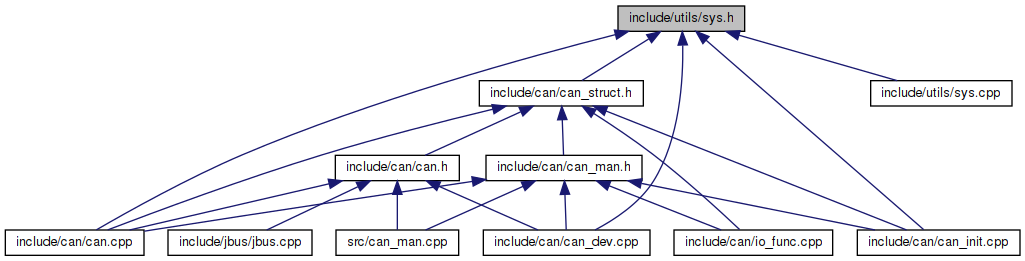 include/utils/sys.h
include/can/can_struct.h
include/utils/sys.cpp
include/can/can.h
include/can/can_man.h
include/can/can.cpp
include/jbus/jbus.cpp
src/can_man.cpp
include/can/can_dev.cpp
include/can/io_func.cpp
include/can/can_init.cpp